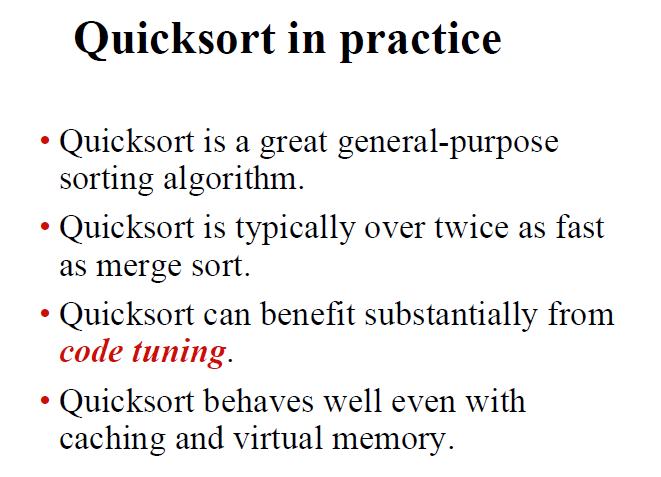 Quicksort in practice
• Quicksort is a great general-purpose
sorting algorithm.
• Quicksort is typically over twice as fast
as merge sort.
• Quicksort can benefit substantially from
code tuning.
• Quicksort behaves well even with
caching and virtual memory.